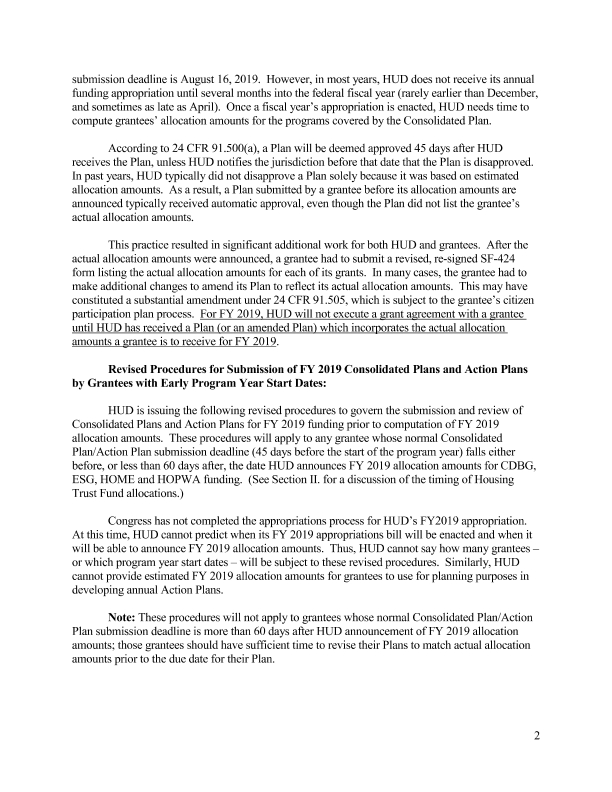 submission deadline is August 16, 2019.  However, in most years, HUD does not receive its annual
funding appropriation until several months into the federal fiscal year (rarely earlier than December,
and sometimes as late as April).  Once a fiscal year's appropriation is enacted, HUD needs time to
compute grantees' allocation amounts for the programs covered by the Consolidated Plan.
According to 24 CFR 91.500(a), a Plan will be deemed approved 45 days after HUD
receives the Plan, unless HUD notifies the jurisdiction before that date that the Plan is disapproved.
In past years, HUD typically did not disapprove a Plan solely because it was based on estimated
allocation amounts.  As a result, a Plan submitted by a grantee before its allocation amounts are
announced typically received automatic approval, even though the Plan did not list the grantee's
actual allocation amounts.
This practice resulted in significant additional work for both HUD and grantees.  After the
actual allocation amounts were announced, a grantee had to submit a revised, re-signed SF-424
form listing the actual allocation amounts for each of its grants.  In many cases, the grantee had to
make additional changes to amend its Plan to reflect its actual allocation amounts.  This may have
constituted a substantial amendment under 24 CFR 91.505, which is subject to the grantee's citizen
participation plan process.  For FY 2019, HUD will not execute a grant agreement with a grantee
until HUD has received a Plan (or an amended Plan) which incorporates the actual allocation
amounts a grantee is to receive for FY 2019.
Revised Procedures for Submission of FY 2019 Consolidated Plans and Action Plans
by Grantees with Early Program Year Start Dates:
HUD is issuing the following revised procedures to govern the submission and review of
Consolidated Plans and Action Plans for FY 2019 funding prior to computation of FY 2019
allocation amounts.  These procedures will apply to any grantee whose normal Consolidated
Plan/Action Plan submission deadline (45 days before the start of the program year) falls either
before, or less than 60 days after, the date HUD announces FY 2019 allocation amounts for CDBG,
ESG, HOME and HOPWA funding.  (See Section II. for a discussion of the timing of Housing
Trust Fund allocations.)
Congress has not completed the appropriations process for HUD's FY2019 appropriation.
At this time, HUD cannot predict when its FY 2019 appropriations bill will be enacted and when it
will be able to announce FY 2019 allocation amounts.  Thus, HUD cannot say how many grantees –
or which program year start dates – will be subject to these revised procedures.  Similarly, HUD
cannot provide estimated FY 2019 allocation amounts for grantees to use for planning purposes in
developing annual Action Plans.
Note: These procedures will not apply to grantees whose normal Consolidated Plan/Action
Plan submission deadline is more than 60 days after HUD announcement of FY 2019 allocation
amounts; those grantees should have sufficient time to revise their Plans to match actual allocation
amounts prior to the due date for their Plan.
2